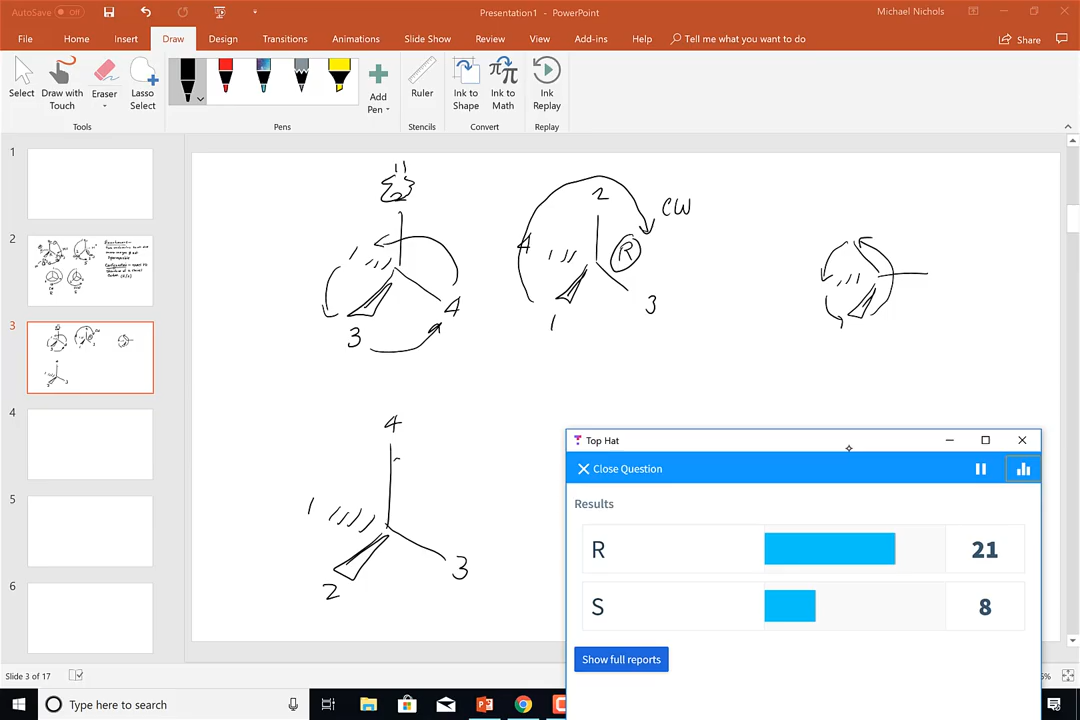 AutoSave Off
Presentation1 - PowerPoint
Michael Nichols
File Home Insert Draw Design Transitions Animations Slide Show Review View Add-ins Help Tell me what you want to do
Share
Select
Draw with Touch
Eraser
Lasso Select
Tools
Pens
Add Pen
Ruler
Stencils
Ink to Shape
Ink to Math
Convert
Ink Replay
Replay
1
2
3
4
5
6
2
1
4
3
2
CW
4
R
1
3
4
1
3
2
Top Hat
Close Question
Results
R 21
S 8
Show full reports
Slide 3 of 17
Type here to search